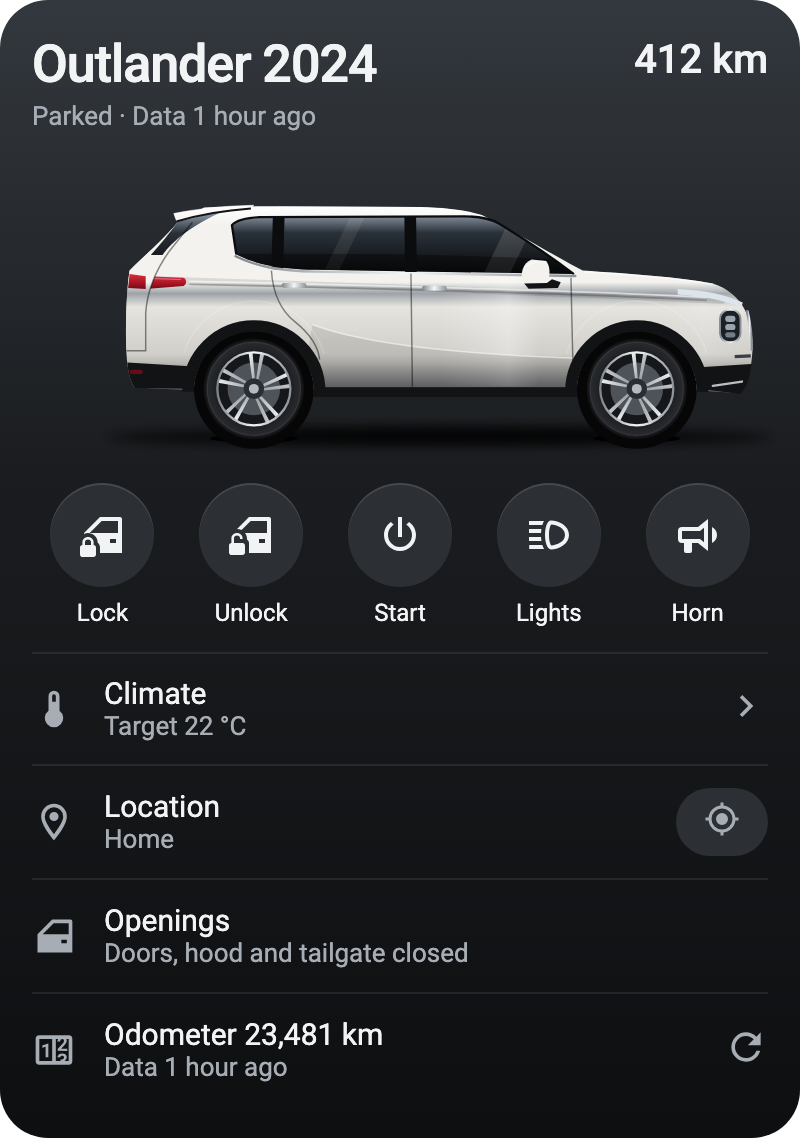 Outlander 2024
412 km
Parked · Data 1 hour ago
Lock
Unlock
Start
Lights
Horn
Climate
Target 22 °C
Location
Home
Openings
Doors, hood and tailgate closed
Odometer 23,481 km
Data 1 hour ago